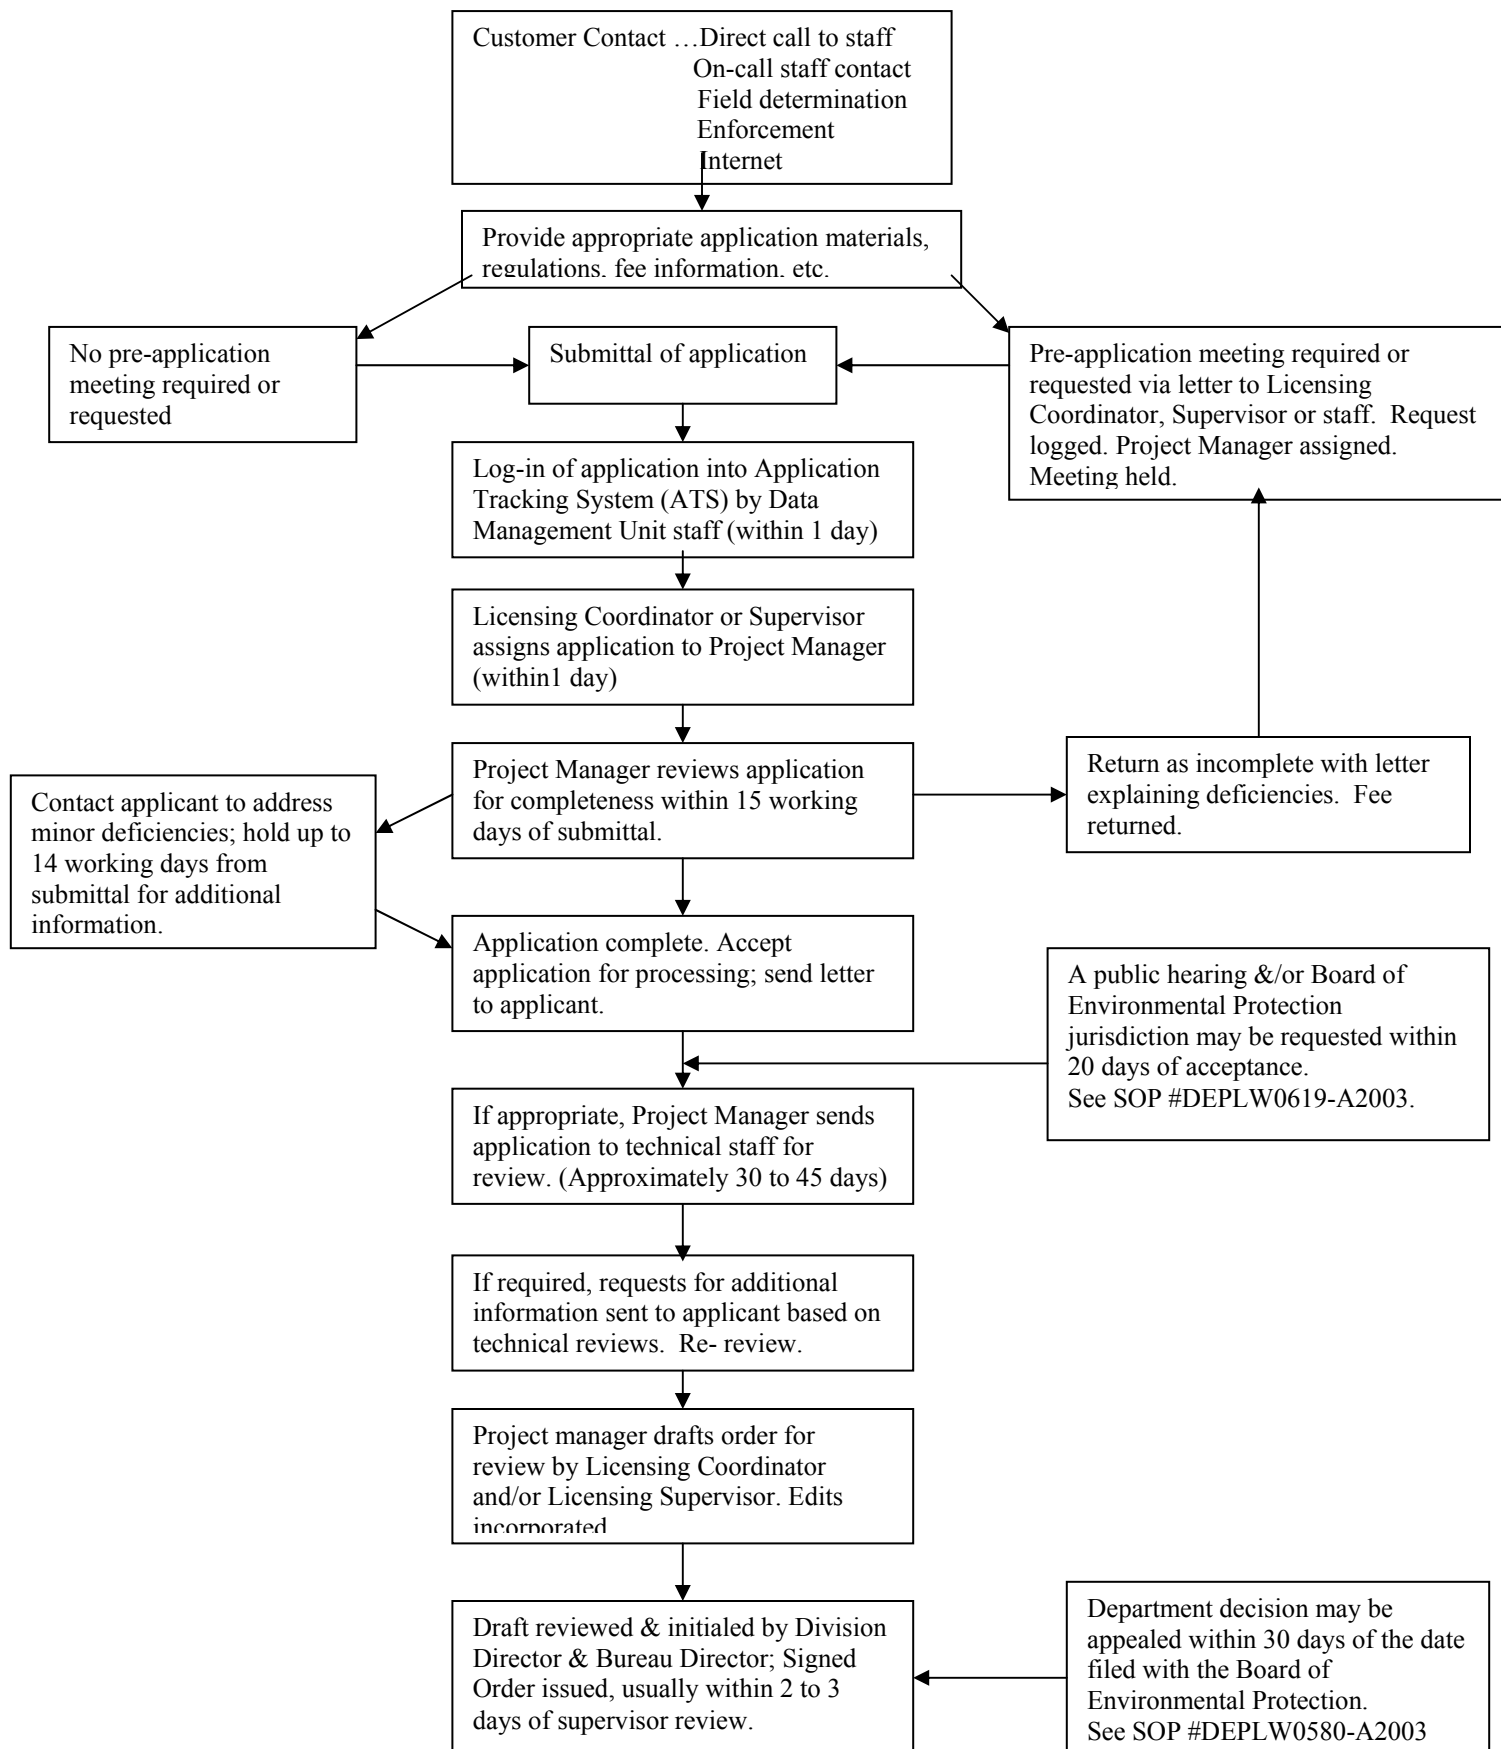 Customer Contact …Direct call to staff
On-call staff contact
Field determination
Enforcement
Internet
Provide appropriate application materials,
regulations, fee information, etc.
No pre-application
meeting required or
requested
Submittal of application
Pre-application meeting required or
requested via letter to Licensing
Coordinator, Supervisor or staff.  Request
logged. Project Manager assigned.
Meeting held.
Log-in of application into Application
Tracking System (ATS) by Data
Management Unit staff (within 1 day)
Licensing Coordinator or Supervisor
assigns application to Project Manager
(within1 day)
Project Manager reviews application
for completeness within 15 working
days of submittal.
Return as incomplete with letter
explaining deficiencies.  Fee
returned.
Contact applicant to address
minor deficiencies; hold up to
14 working days from
submittal for additional
information.
Application complete. Accept
application for processing; send letter
to applicant.
A public hearing &/or Board of
Environmental Protection
jurisdiction may be requested within
20 days of acceptance.
See SOP #DEPLW0619-A2003.
If appropriate, Project Manager sends
application to technical staff for
review. (Approximately 30 to 45 days)
If required, requests for additional
information sent to applicant based on
technical reviews.  Re- review.
Project manager drafts order for
review by Licensing Coordinator
and/or Licensing Supervisor. Edits
incorporated
Draft reviewed & initialed by Division
Director & Bureau Director; Signed
Order issued, usually within 2 to 3
days of supervisor review.
Department decision may be
appealed within 30 days of the date
filed with the Board of
Environmental Protection.
See SOP #DEPLW0580-A2003